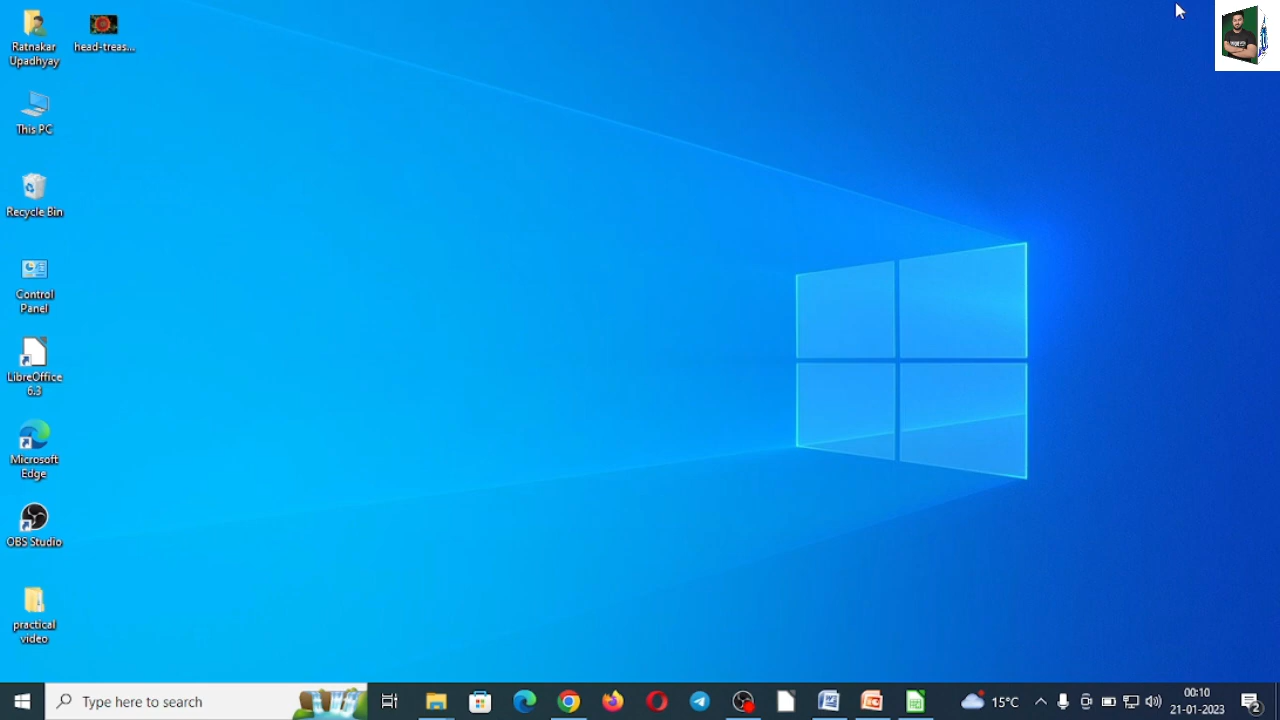 Ratnakar
Upadhyay
head-treas...
This PC
Recycle Bin
Control
Panel
LibreOffice
6.3
Microsoft
Edge
OBS Studio
practical
video
Type here to search
15°C
00:10
21-01-2023
2